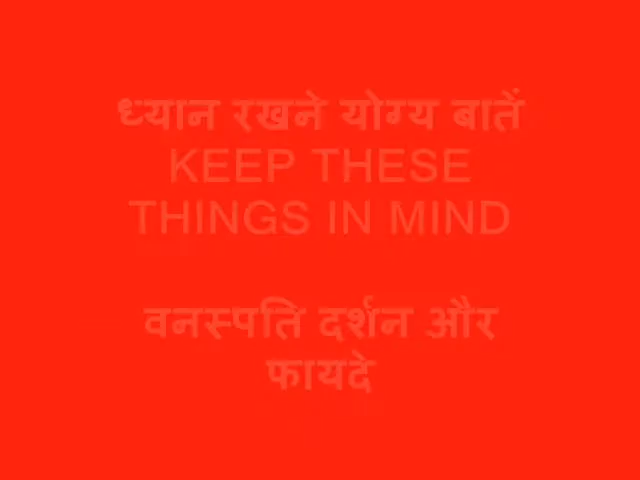 ध्यान रखने योग्य बातें
KEEP THESE
THINGS IN MIND
वनस्पति दर्शन और
फायदे